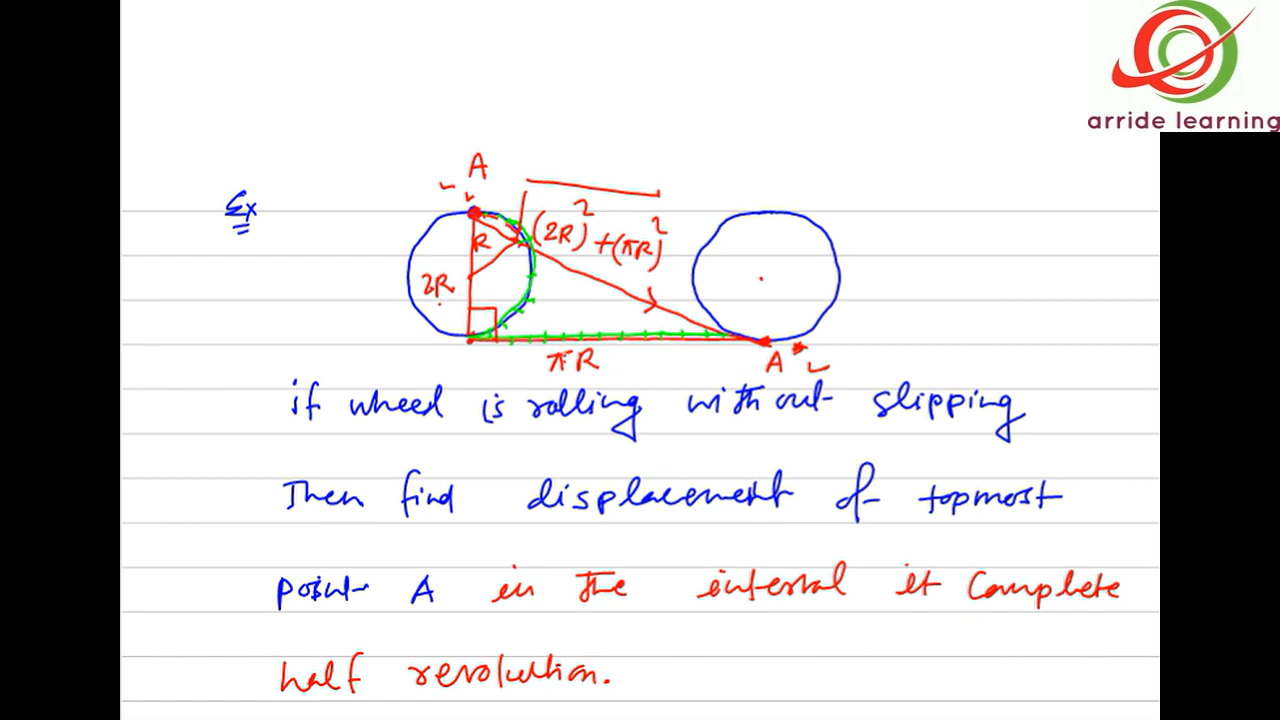 arride learning
Ex
A
R
√(2R)² + (πR)²
2R
πR
A
if wheel is rolling without slipping
Then find displacement of topmost
point A in the interval it Complete
half revolution.